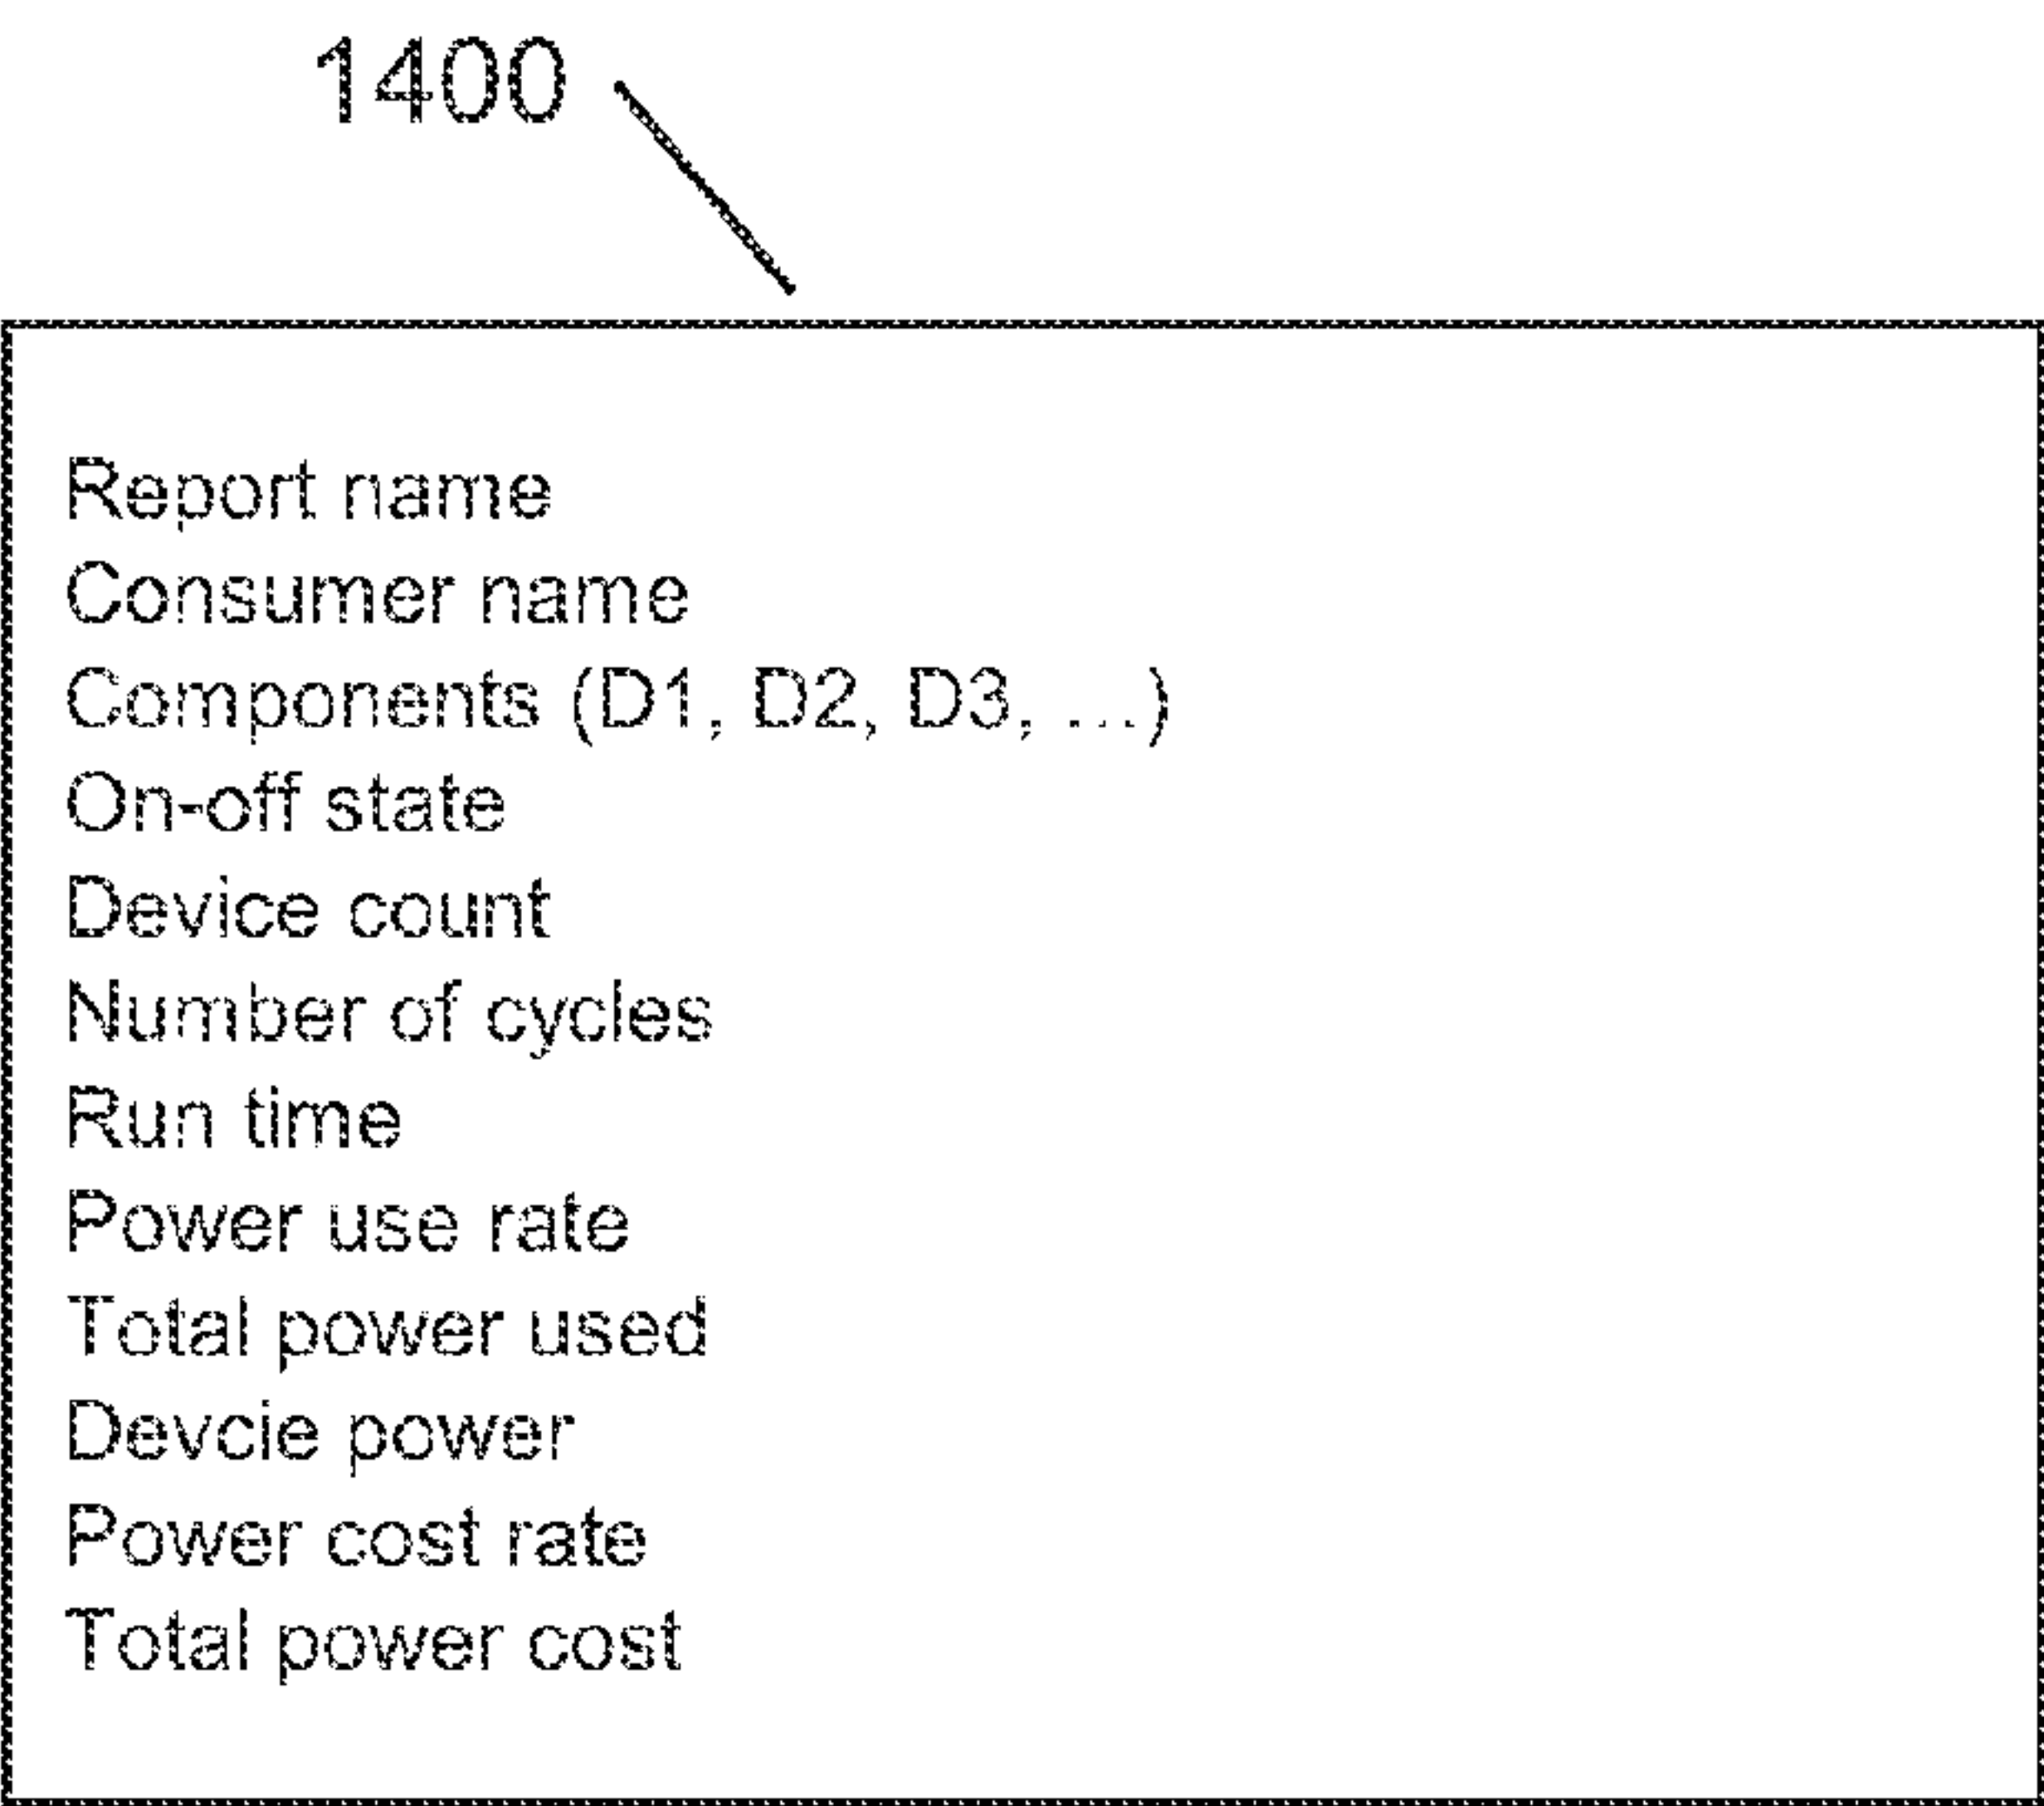 1400
Report name
Consumer name
Components (D1, D2, D3, ...)
On-off state
Device count
Number of cycles
Run time
Power use rate
Total power used
Devcie power
Power cost rate
Total power cost